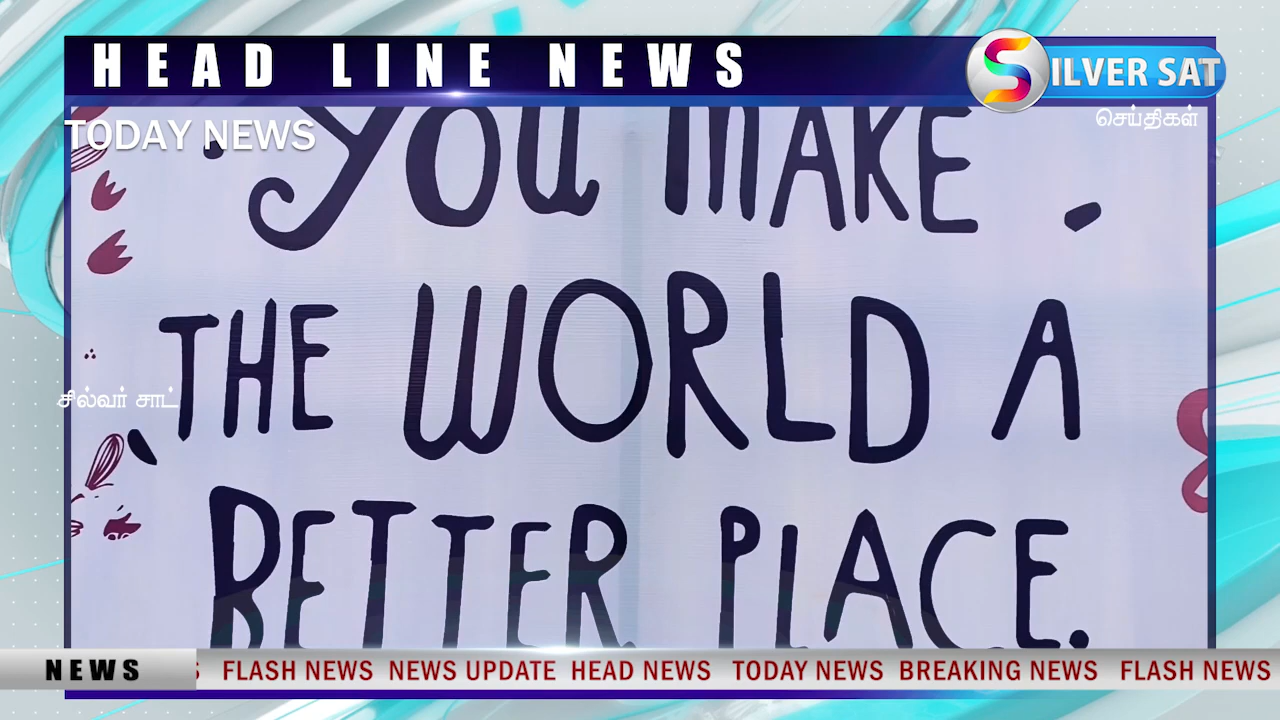 HEAD LINE NEWS
SILVER SAT
செய்திகள்
TODAY NEWS
YOU MAKE
THE WORLD A
சில்வர் சாட்
BETTER PLACE.
NEWS
FLASH NEWS NEWS UPDATE HEAD NEWS TODAY NEWS BREAKING NEWS FLASH NEWS